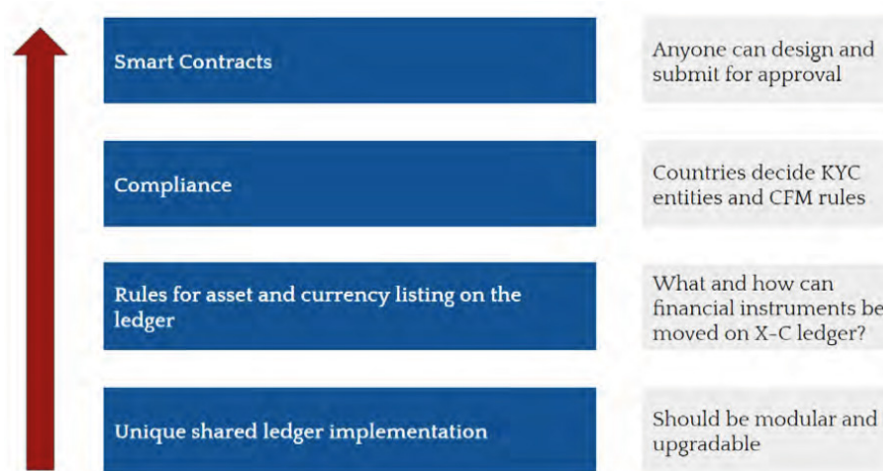 Smart Contracts
Anyone can design and
submit for approval
Compliance
Countries decide KYC
entities and CFM rules
Rules for asset and currency listing on the
ledger
What and how can
financial instruments be
moved on X-C ledger?
Unique shared ledger implementation
Should be modular and
upgradable